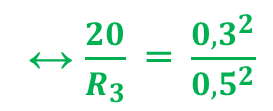 ↔ 20/R₃ = 0,3²/0,5²